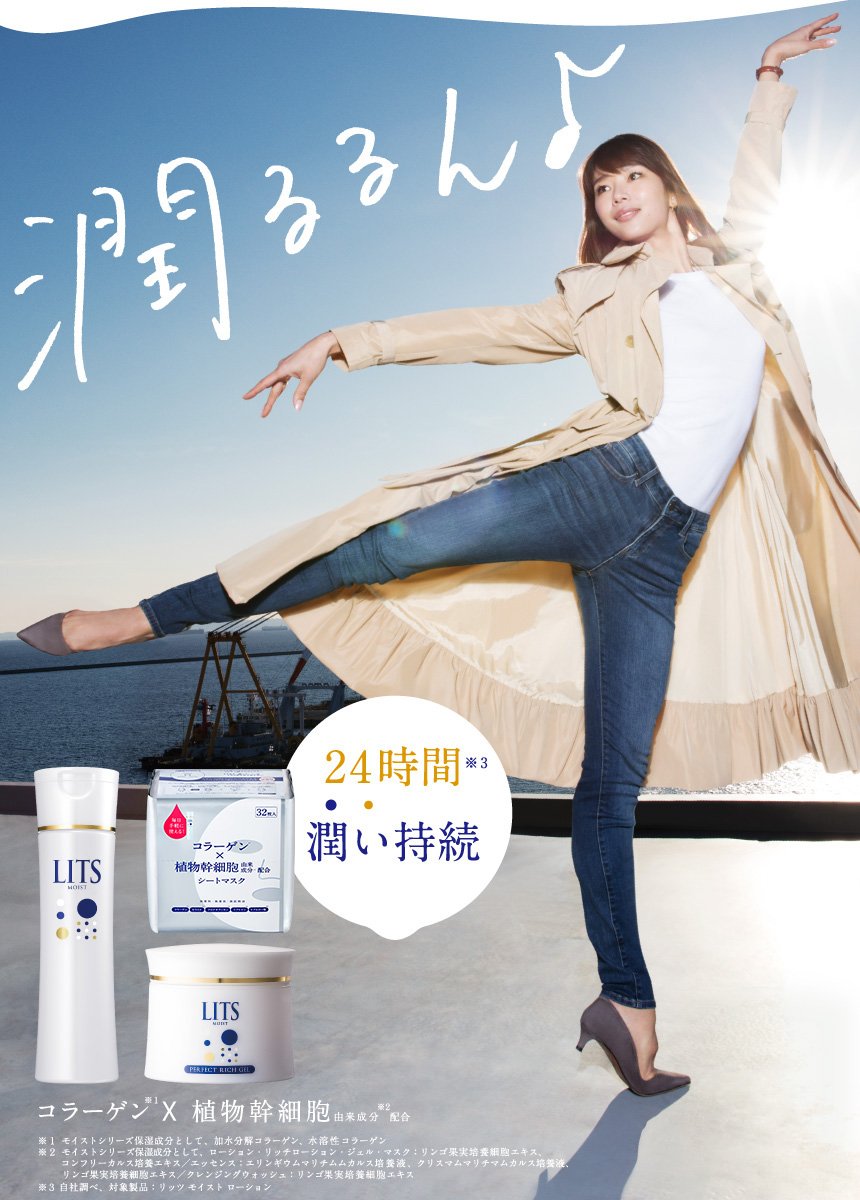 潤るるん♪
24時間※3
潤い持続
LITS
MOIST
毎日
手軽に
使える!
32枚入
コラーゲン
×
植物幹細胞由来成分配合
シートマスク
LITS
MOIST
PERFECT RICH GEL
コラーゲン※1 X 植物幹細胞由来成分※2配合
※1 モイストシリーズ保湿成分として、加水分解コラーゲン、水溶性コラーゲン
※2 モイストシリーズ保湿成分として、ローション・リッチローション・ジェル・マスク:リンゴ果実培養細胞エキス、
コンフリーカルス培養エキス/エッセンス:エリンギウムマリチムムカルス培養液、クリスマムマリチマムカルス培養液、
リンゴ果実培養細胞エキス/クレンジングウォッシュ:リンゴ果実培養細胞エキス
※3 自社調べ、対象製品:リッツ モイスト ローション